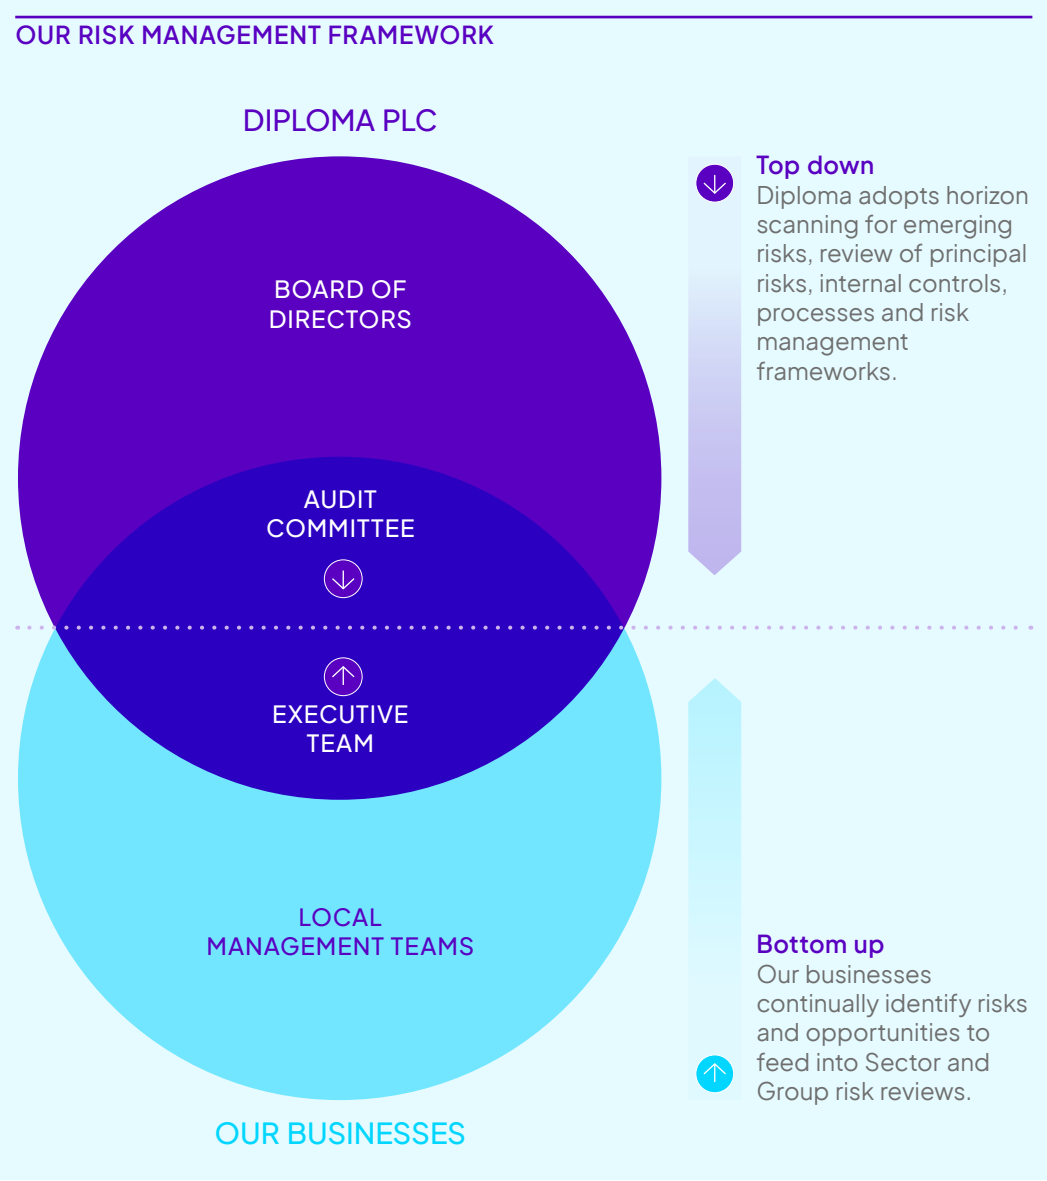 OUR RISK MANAGEMENT FRAMEWORK
DIPLOMA PLC
BOARD OF
DIRECTORS
AUDIT
COMMITTEE
EXECUTIVE
TEAM
LOCAL
MANAGEMENT TEAMS
OUR BUSINESSES
Top down
Diploma adopts horizon
scanning for emerging
risks, review of principal
risks, internal controls,
processes and risk
management
frameworks.
Bottom up
Our businesses
continually identify risks
and opportunities to
feed into Sector and
Group risk reviews.